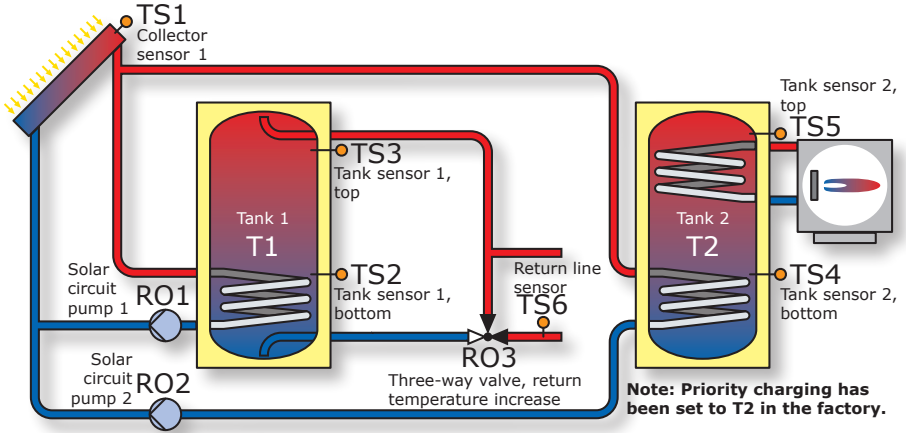 TS1
Collector
sensor 1
Tank sensor 2,
top
TS5
TS3
Tank sensor 1,
top
Tank 1
T1
Tank 2
T2
Solar
circuit
pump 1
RO1
TS2
Tank sensor 1,
bottom
Return line
sensor
TS6
TS4
Tank sensor 2,
bottom
RO3
Three-way valve, return
temperature increase
Solar
circuit
pump 2
RO2
Note: Priority charging has
been set to T2 in the factory.